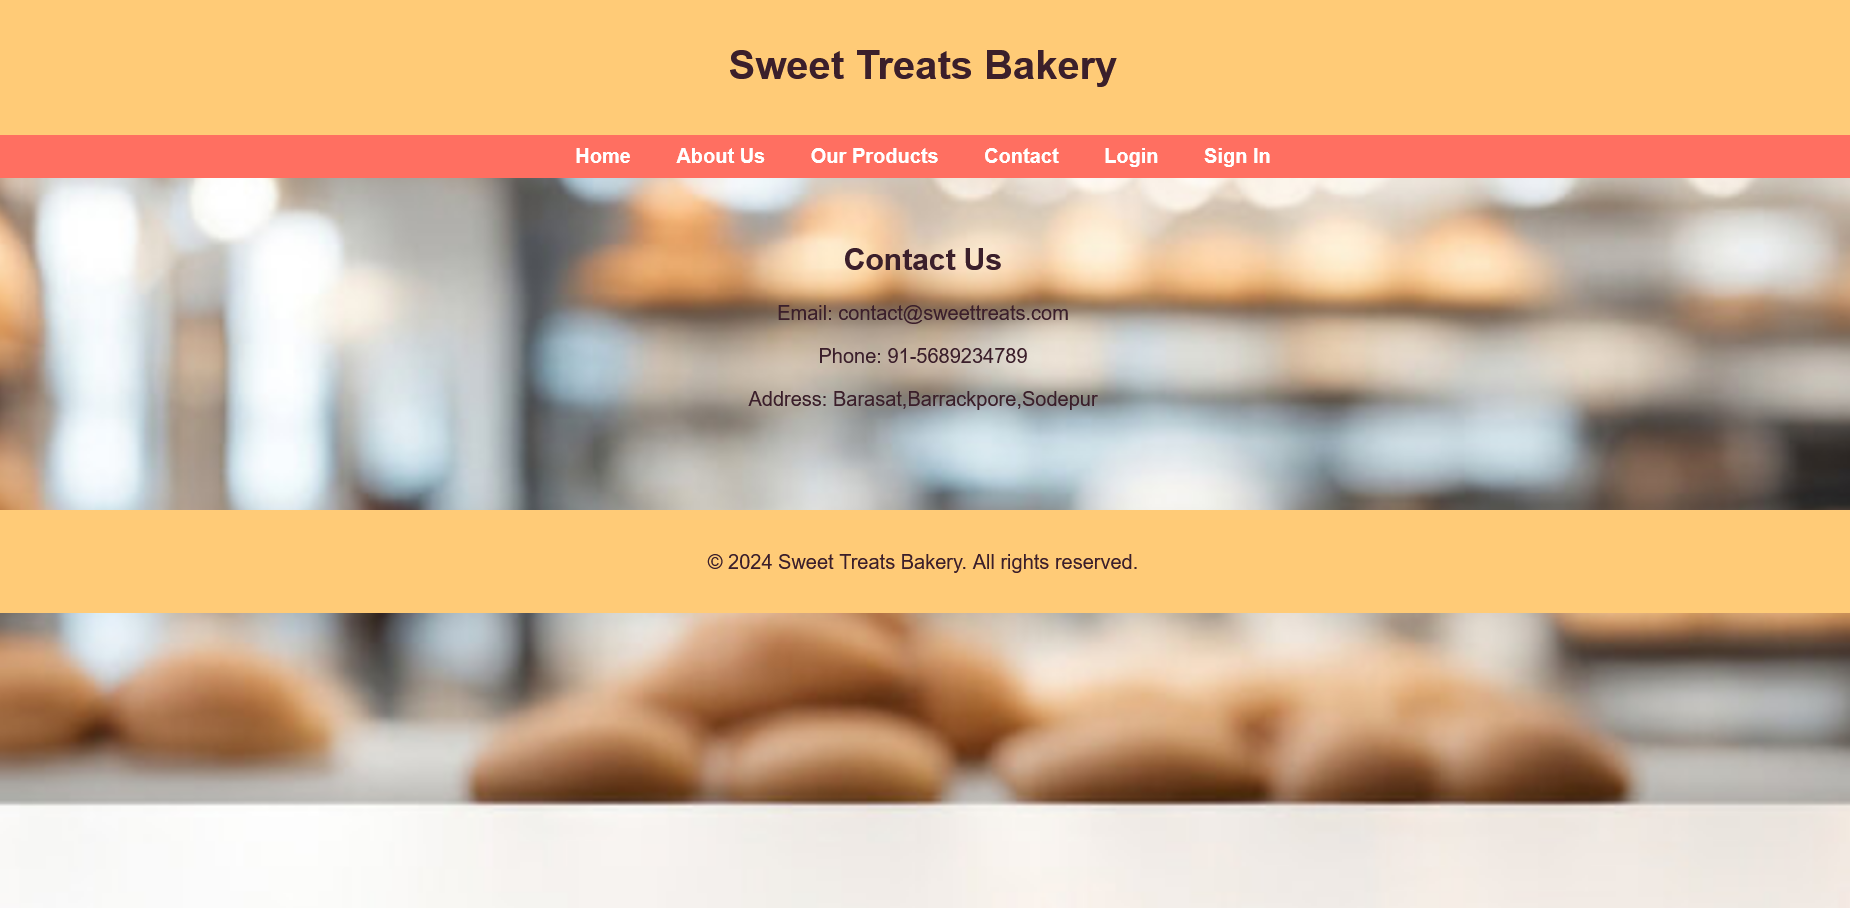 Sweet Treats Bakery
Home About Us Our Products Contact Login Sign In
Contact Us
Email: contact@sweettreats.com
Phone: 91-5689234789
Address: Barasat,Barrackpore,Sodepur
© 2024 Sweet Treats Bakery. All rights reserved.